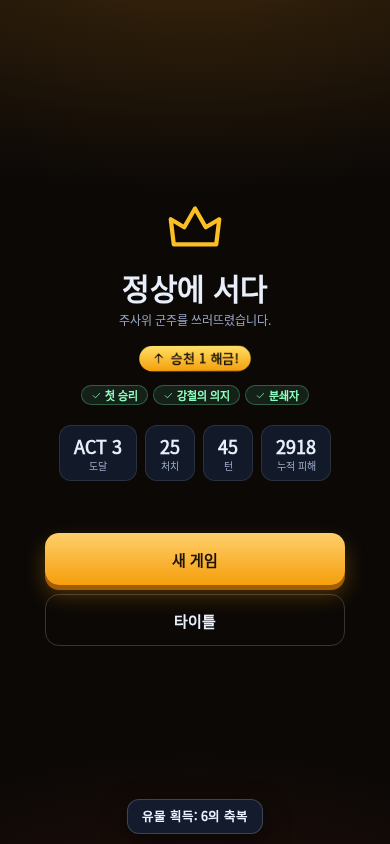 정상에 서다
주사위 군주를 쓰러뜨렸습니다.
↑ 승천 1 해금!
✓ 첫 승리 ✓ 강철의 의지 ✓ 분쇄자
ACT 3 25 45 2918
도달 처치 턴 누적 피해
새 게임
타이틀
유물 획득: 6의 축복